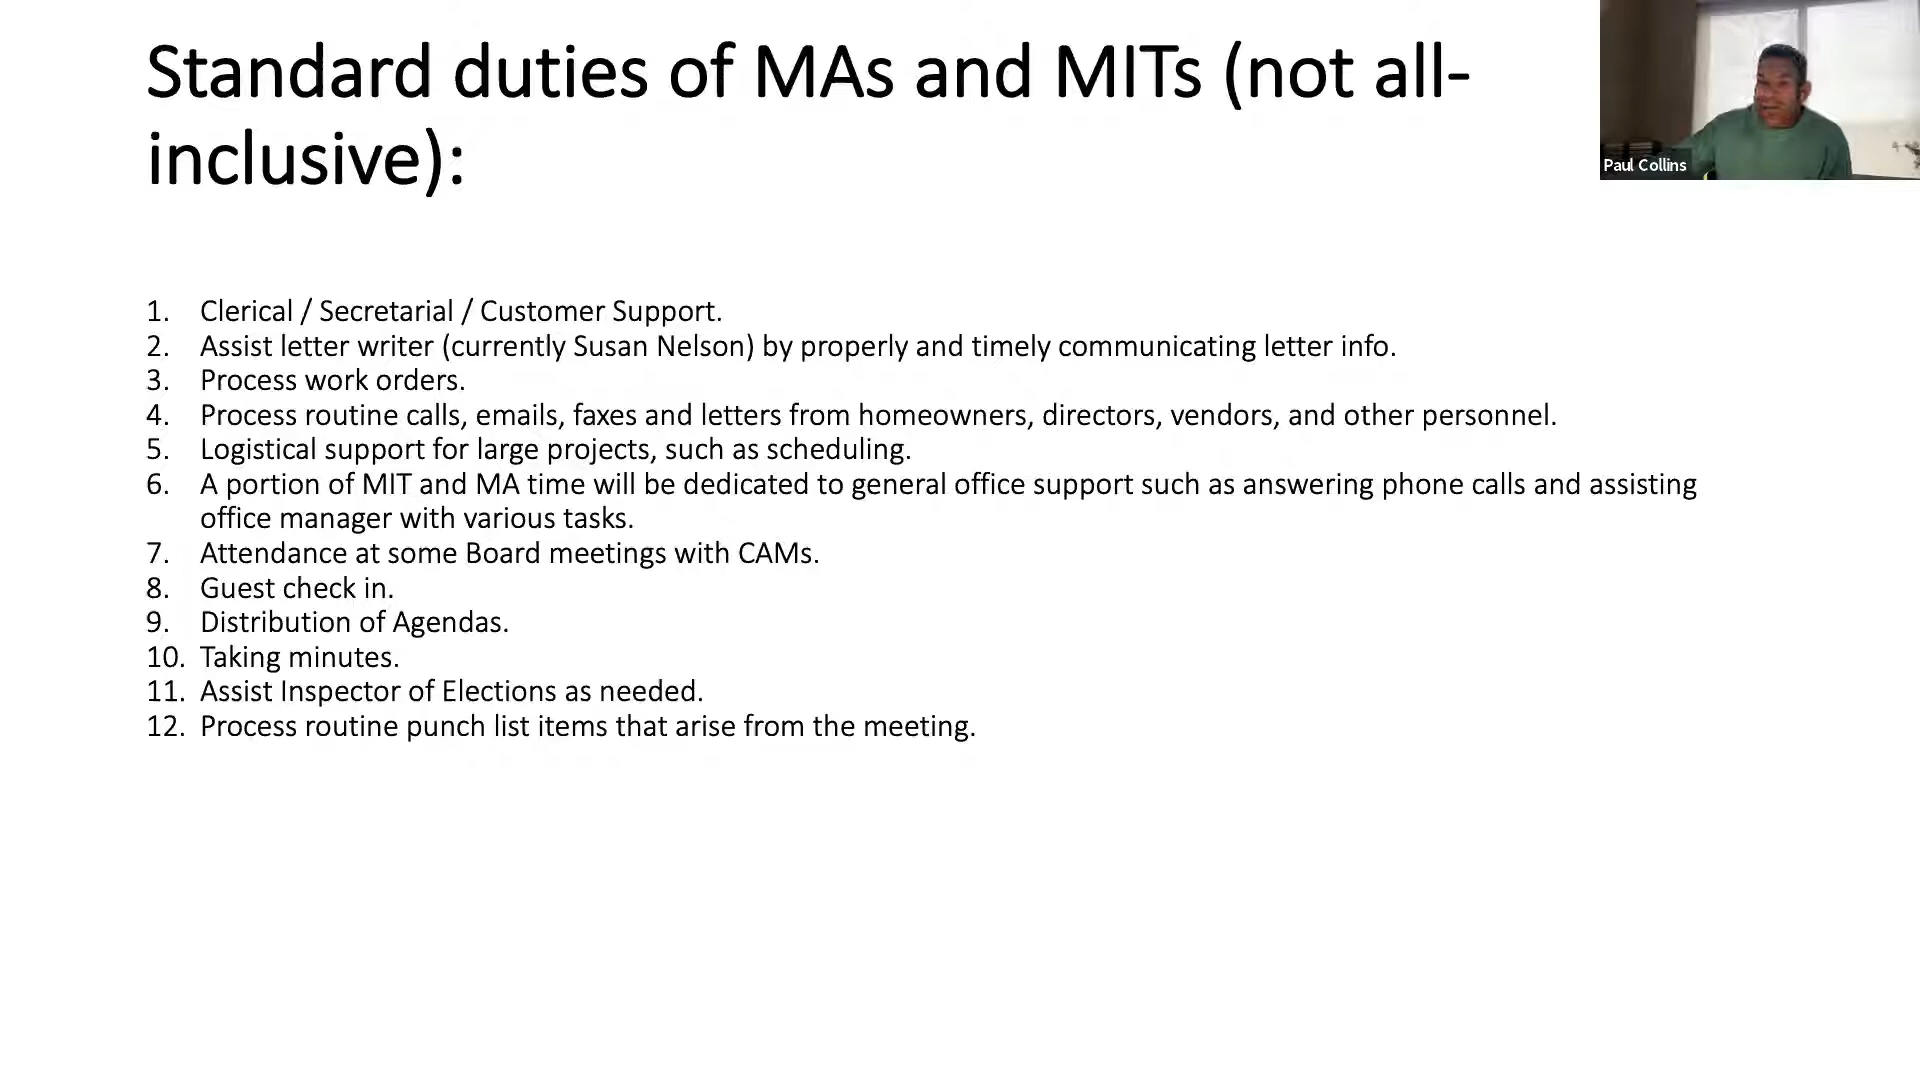 Standard duties of MAs and MITs (not all-
inclusive):
Paul Collins
1. Clerical / Secretarial / Customer Support.
2. Assist letter writer (currently Susan Nelson) by properly and timely communicating letter info.
3. Process work orders.
4. Process routine calls, emails, faxes and letters from homeowners, directors, vendors, and other personnel.
5. Logistical support for large projects, such as scheduling.
6. A portion of MIT and MA time will be dedicated to general office support such as answering phone calls and assisting
office manager with various tasks.
7. Attendance at some Board meetings with CAMs.
8. Guest check in.
9. Distribution of Agendas.
10. Taking minutes.
11. Assist Inspector of Elections as needed.
12. Process routine punch list items that arise from the meeting.